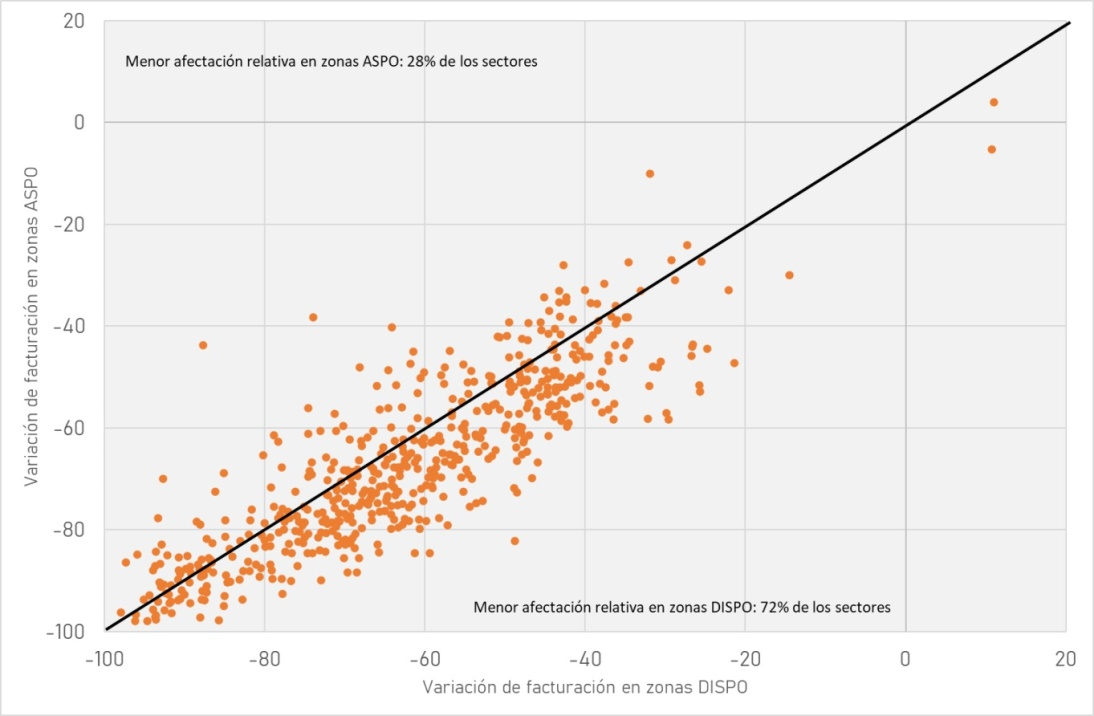 20
Menor afectación relativa en zonas ASPO: 28% de los sectores
0
-20
-40
-60
-80
-100
Variación de facturación en zonas ASPO
Menor afectación relativa en zonas DISPO: 72% de los sectores
-100 -80 -60 -40 -20 0 20
Variación de facturación en zonas DISPO